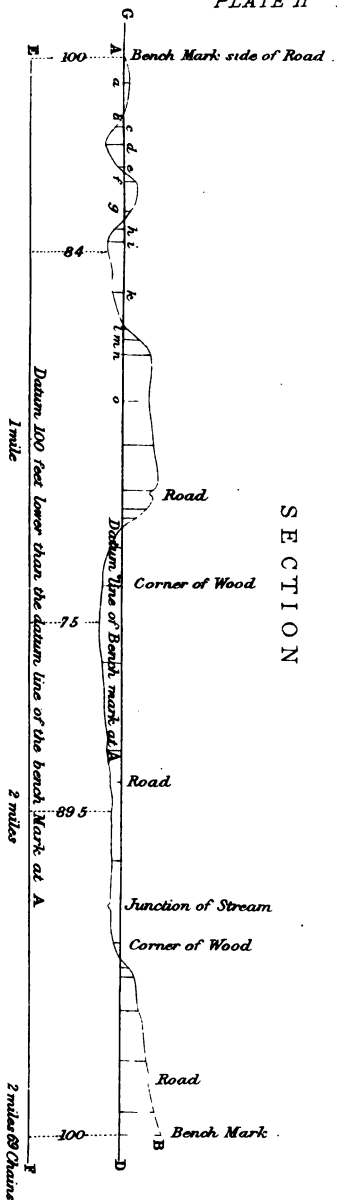 PLATE II
SECTION
G
E
A
100
Bench Mark side of Road.
a
B
c
d
e
f
g
h
i
84
k
l
m
n
o
Road
Corner of Wood
Datum line of Bench mark at A
75
Road
89 5
Junction of Stream
Corner of Wood
Road
100
Bench Mark.
B
D
F
Datum 100 feet lower than the datum line of the bench Mark at A
1 mile
2 miles
2 miles 69 Chains